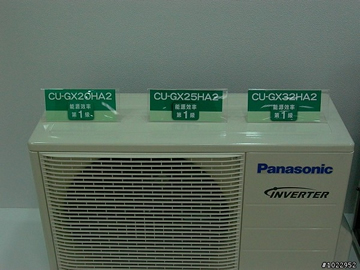 CU-GX20HA2
能源效率
第1級
CU-GX25HA2
能源效率
第1級
CU-GX32HA2
能源效率
第1級
Panasonic
INVERTER
#1022952